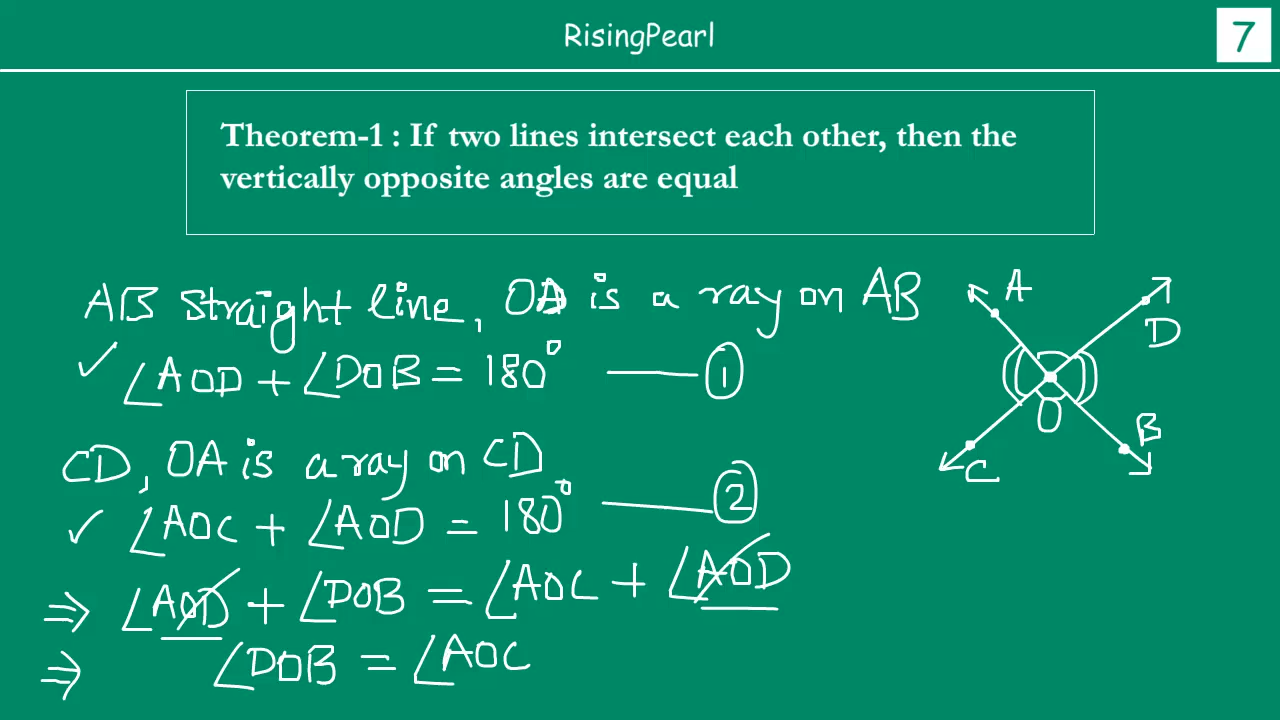 RisingPearl
7
Theorem-1 : If two lines intersect each other, then the
vertically opposite angles are equal
AB straight line, OD is a ray on AB
∠AOD + ∠DOB = 180° —— ①
CD, OA is a ray on CD
∠AOC + ∠AOD = 180° —— ②
⇒ ∠AOD + ∠DOB = ∠AOC + ∠AOD
⇒ ∠DOB = ∠AOC
A
D
O
B
C